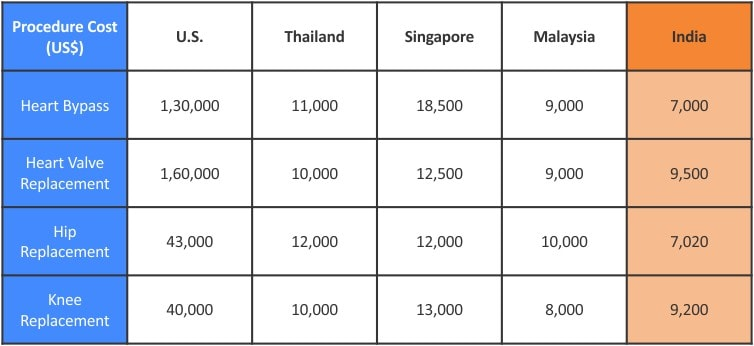 Procedure Cost (US$) U.S. Thailand Singapore Malaysia India
Heart Bypass 1,30,000 11,000 18,500 9,000 7,000
Heart Valve Replacement 1,60,000 10,000 12,500 9,000 9,500
Hip Replacement 43,000 12,000 12,000 10,000 7,020
Knee Replacement 40,000 10,000 13,000 8,000 9,200